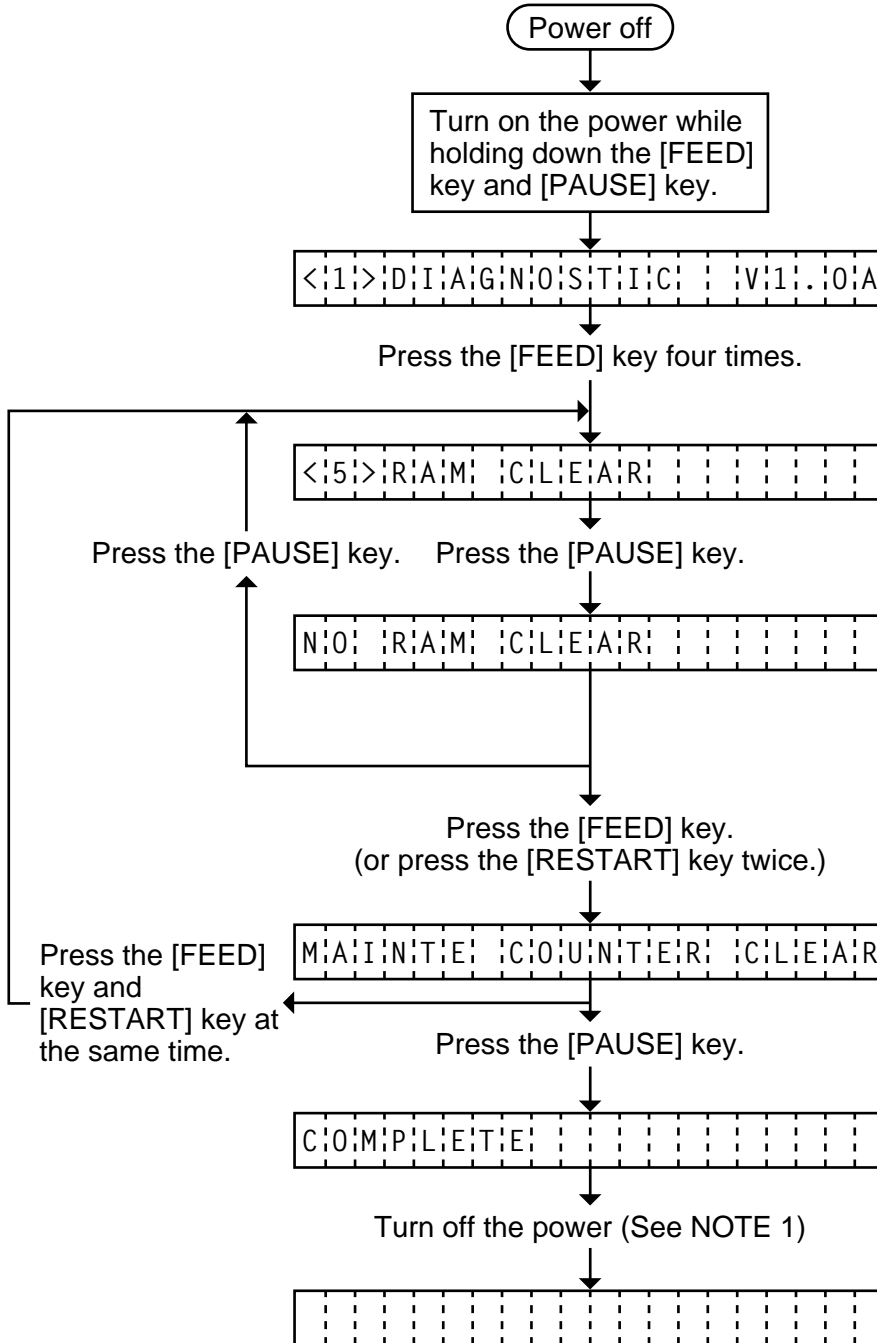 Power off
Turn on the power while
holding down the [FEED]
key and [PAUSE] key.
<1>DIAGNOSTIC  V1.0A
Press the [FEED] key four times.
<5>RAM CLEAR
Press the [PAUSE] key.
Press the [PAUSE] key.
NO RAM CLEAR
Press the [FEED] key.
(or press the [RESTART] key twice.)
MAINTE COUNTER CLEAR
Press the [FEED]
key and
[RESTART] key at
the same time.
Press the [PAUSE] key.
COMPLETE
Turn off the power (See NOTE 1)